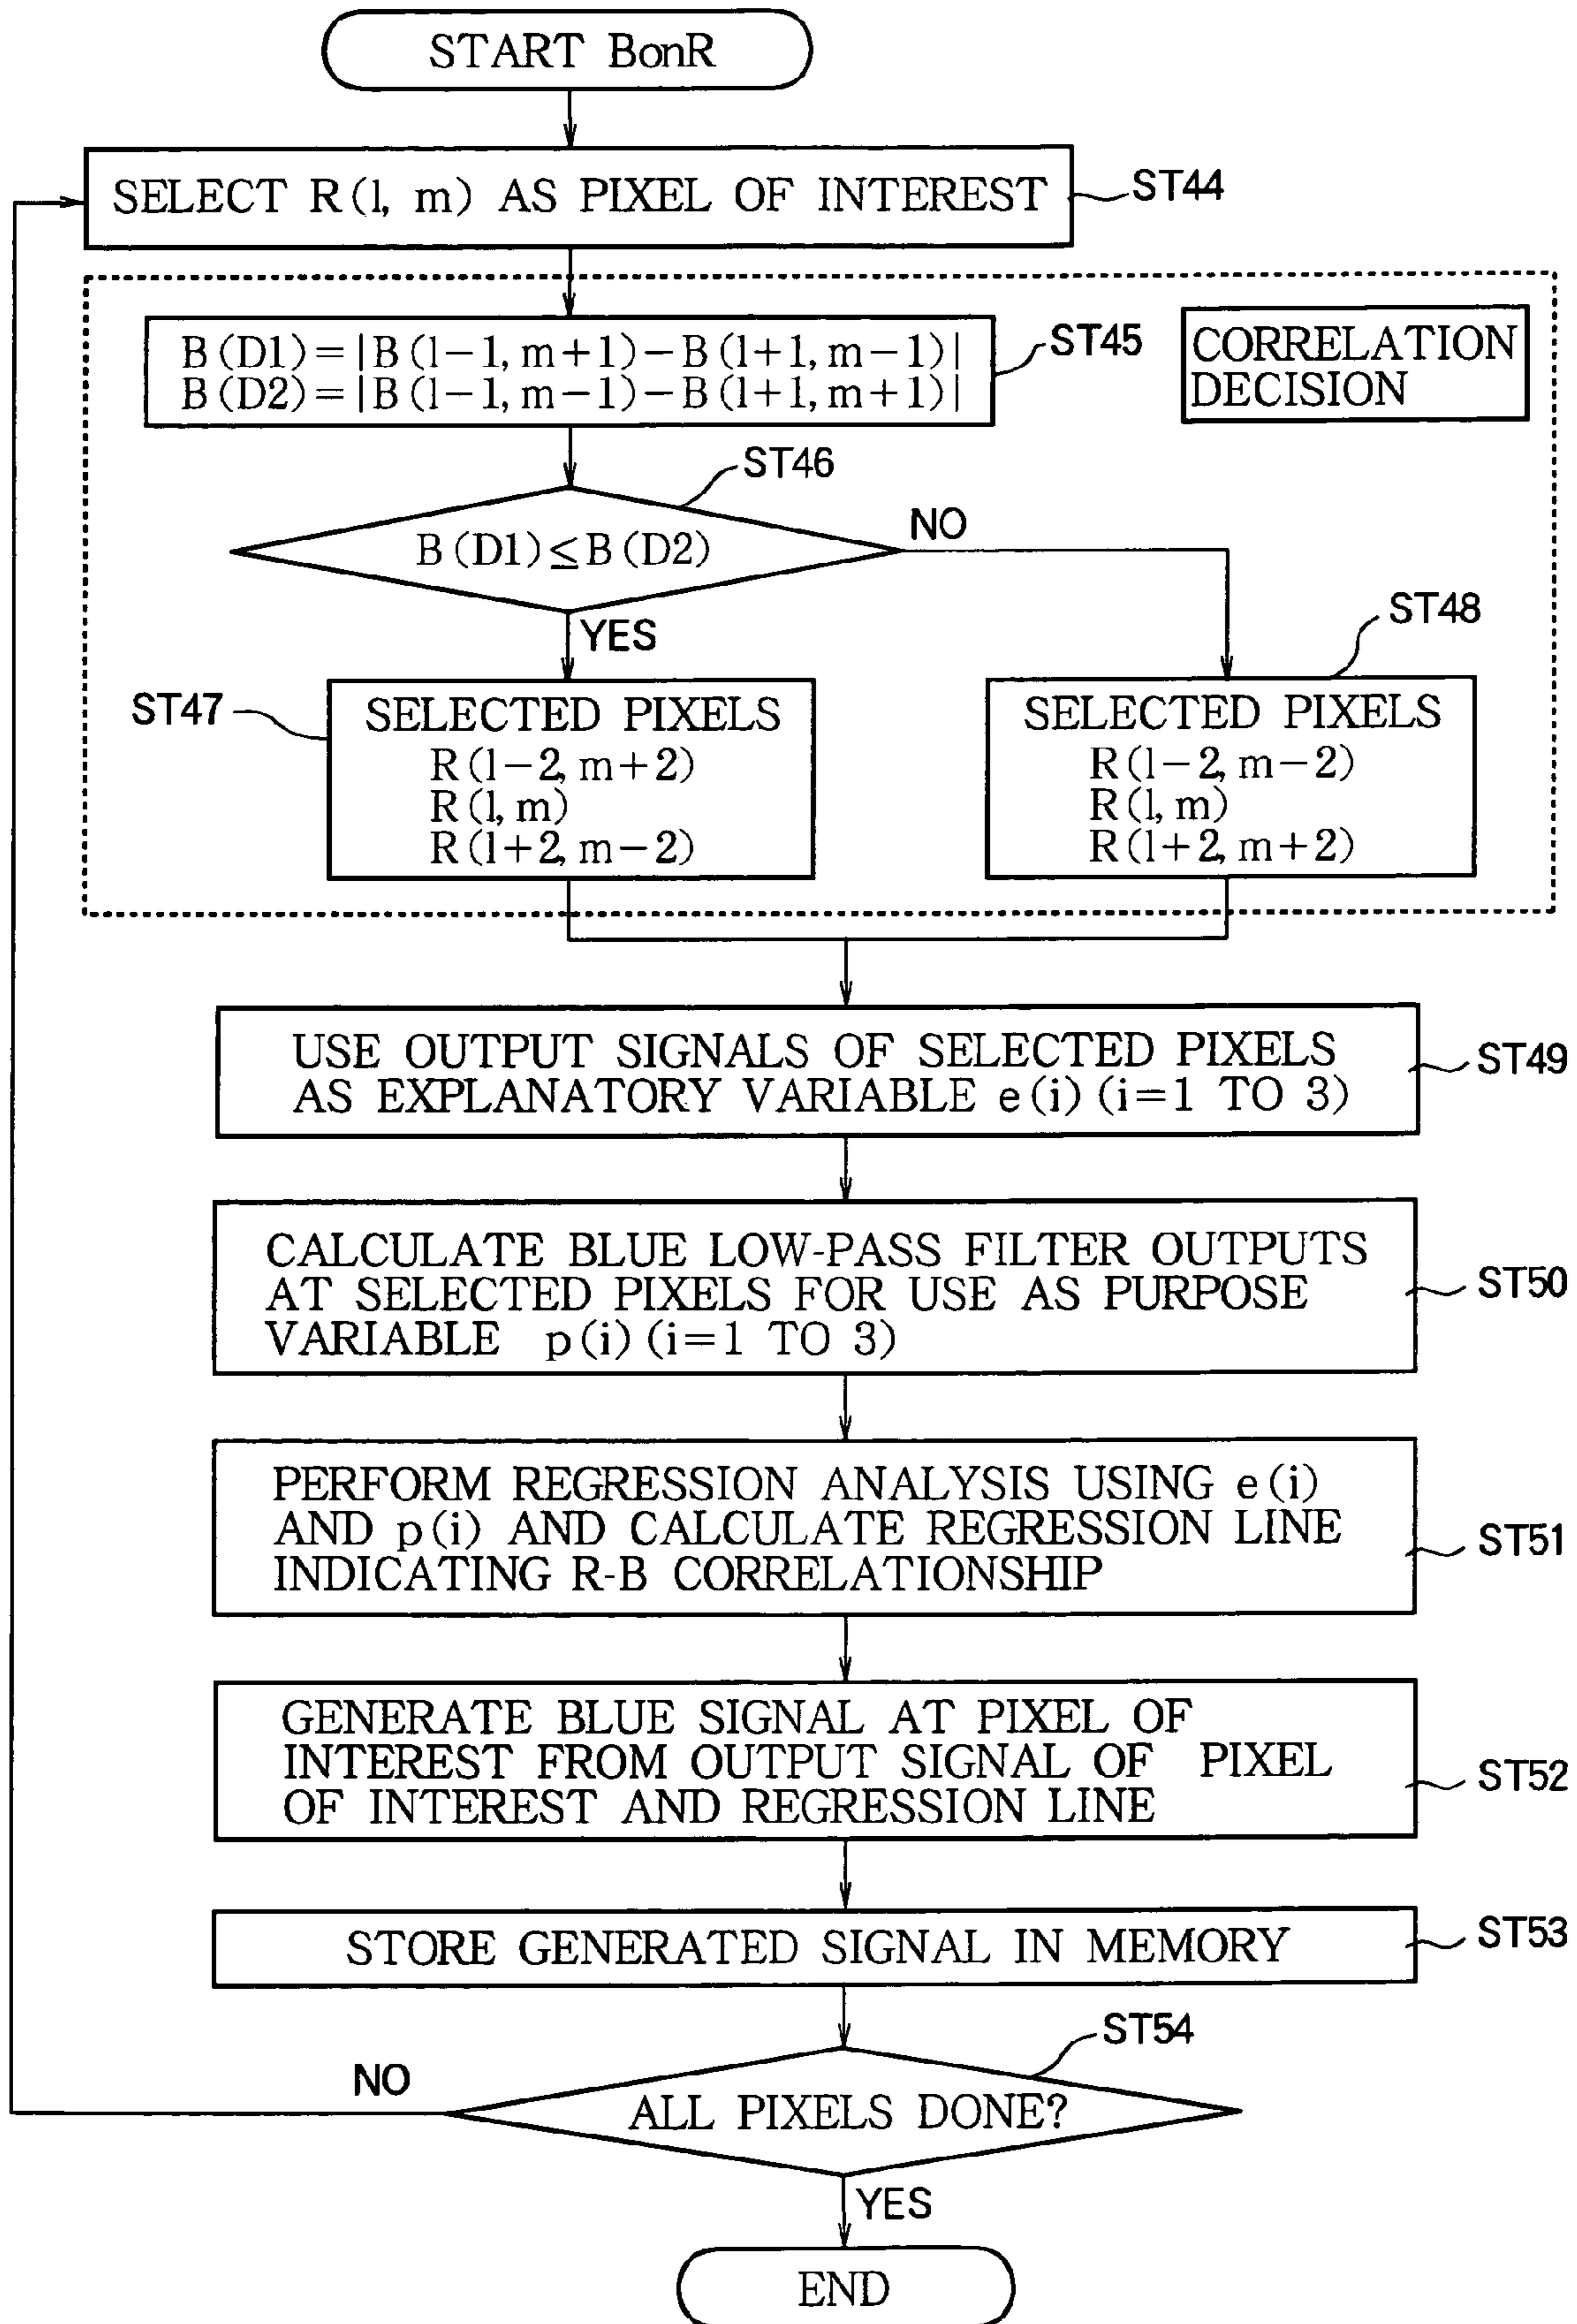 START BonR
SELECT R(l, m) AS PIXEL OF INTEREST
ST44
B(D1)=|B(l−1, m+1)−B(l+1, m−1)|
B(D2)=|B(l−1, m−1)−B(l+1, m+1)|
ST45
CORRELATION
DECISION
ST46
B(D1)≤B(D2)
NO
YES
ST47
SELECTED PIXELS
R(l−2, m+2)
R(l, m)
R(l+2, m−2)
ST48
SELECTED PIXELS
R(l−2, m−2)
R(l, m)
R(l+2, m+2)
USE OUTPUT SIGNALS OF SELECTED PIXELS
AS EXPLANATORY VARIABLE e(i) (i=1 TO 3)
ST49
CALCULATE BLUE LOW-PASS FILTER OUTPUTS
AT SELECTED PIXELS FOR USE AS PURPOSE
VARIABLE p(i) (i=1 TO 3)
ST50
PERFORM REGRESSION ANALYSIS USING e(i)
AND p(i) AND CALCULATE REGRESSION LINE
INDICATING R-B CORRELATIONSHIP
ST51
GENERATE BLUE SIGNAL AT PIXEL OF
INTEREST FROM OUTPUT SIGNAL OF PIXEL
OF INTEREST AND REGRESSION LINE
ST52
STORE GENERATED SIGNAL IN MEMORY
ST53
ST54
NO
ALL PIXELS DONE?
YES
END